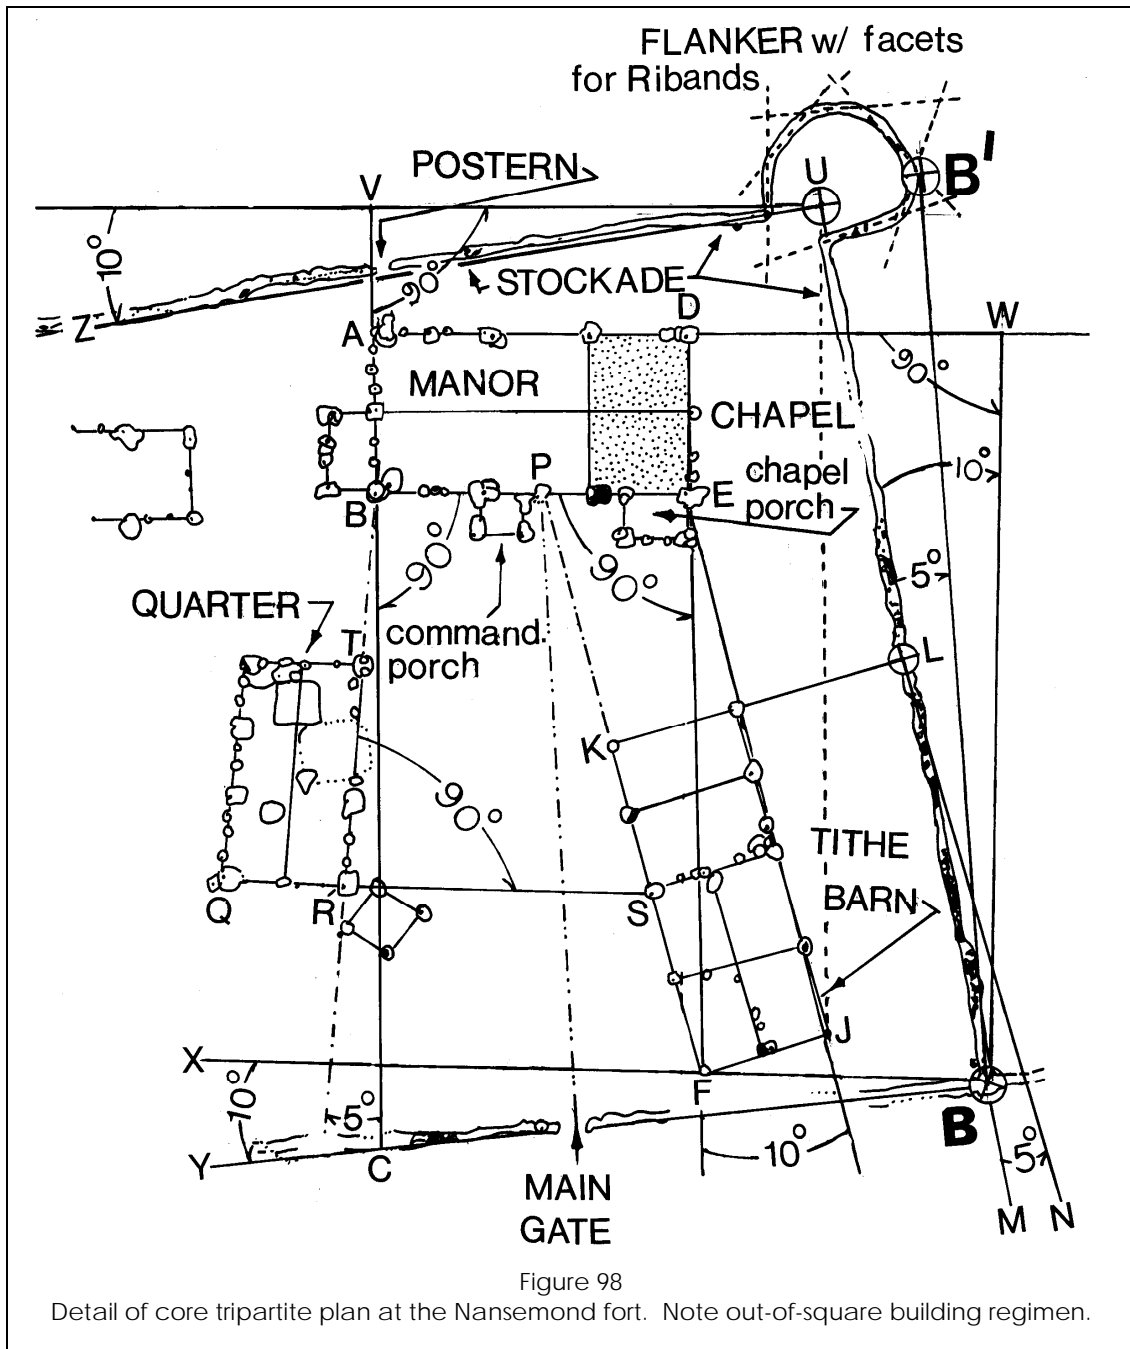 FLANKER w/ facets
for Ribands
POSTERN
V
U
B'
10°
90°
STOCKADE
Z
A
D
W
MANOR
90°
CHAPEL
10°
P
chapel
porch
B
E
90°
90°
5°
QUARTER
T
command
porch
L
K
90°
TITHE
BARN
Q
R
S
J
X
10°
5°
F
B
Y
C
10°
5°
MAIN
GATE
M
N
Figure 98
Detail of core tripartite plan at the Nansemond fort. Note out-of-square building regimen.